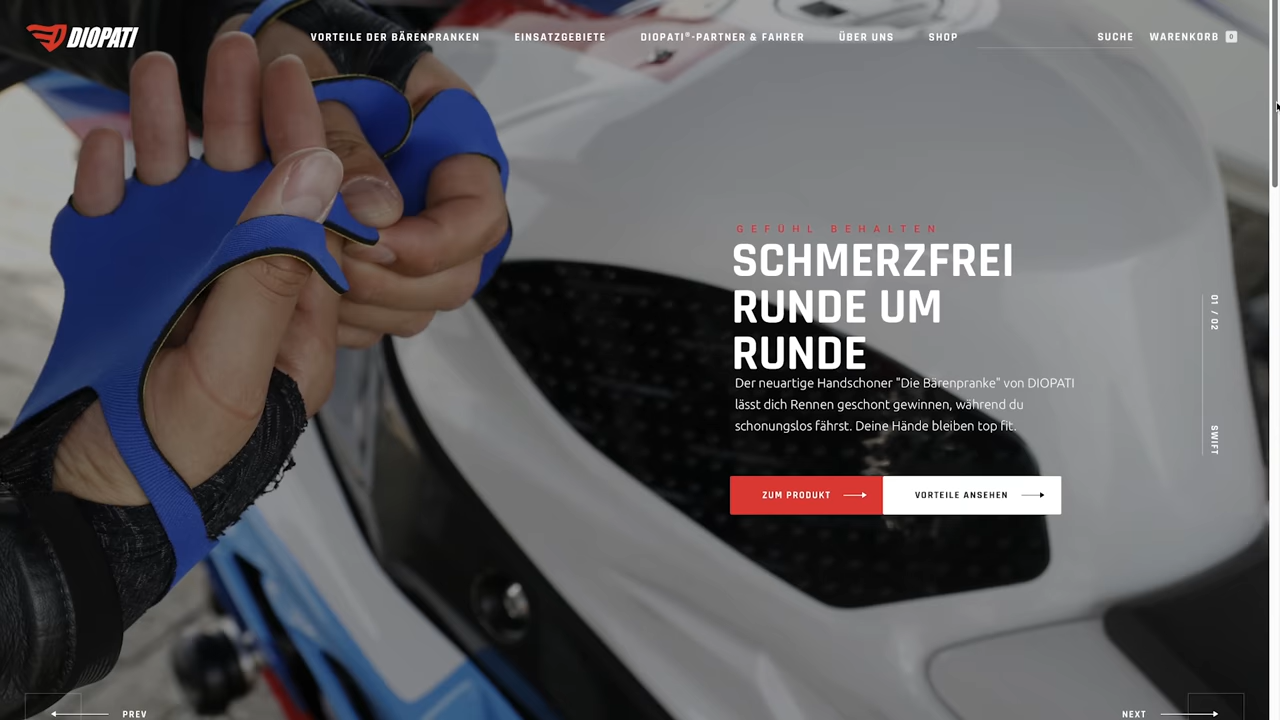 DIOPATI
VORTEILE DER BÄRENPRANKEN
EINSATZGEBIETE
DIOPATI®-PARTNER & FAHRER
ÜBER UNS
SHOP
SUCHE
WARENKORB 0
GEFÜHL BEHALTEN
SCHMERZFREI
RUNDE UM
RUNDE
Der neuartige Handschoner "Die Bärenpranke" von DIOPATI
lässt dich Rennen geschont gewinnen, während du
schonungslos fährst. Deine Hände bleiben top fit.
ZUM PRODUKT
VORTEILE ANSEHEN
01 / 02
SWIFT
PREV
NEXT